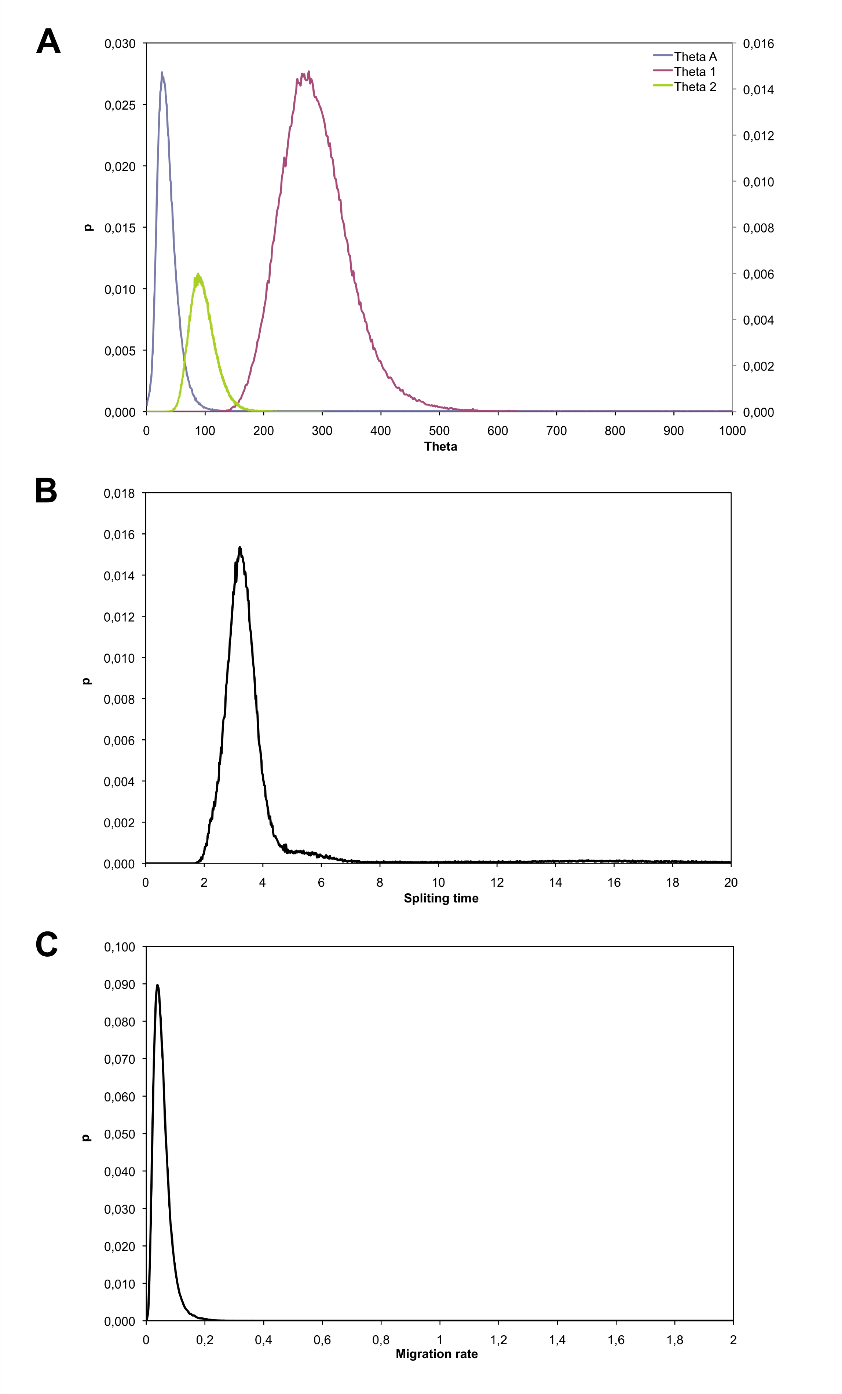 A
0,030
0,025
0,020
0,015
0,010
0,005
0,000
p
0,016
0,014
0,012
0,010
0,008
0,006
0,004
0,002
0,000
Theta A
Theta 1
Theta 2
0 100 200 300 400 500 600 700 800 900 1000
Theta
B
0,018
0,016
0,014
0,012
0,010
0,008
0,006
0,004
0,002
0,000
p
0 2 4 6 8 10 12 14 16 18 20
Spliting time
C
0,100
0,090
0,080
0,070
0,060
0,050
0,040
0,030
0,020
0,010
0,000
p
0 0,2 0,4 0,6 0,8 1 1,2 1,4 1,6 1,8 2
Migration rate